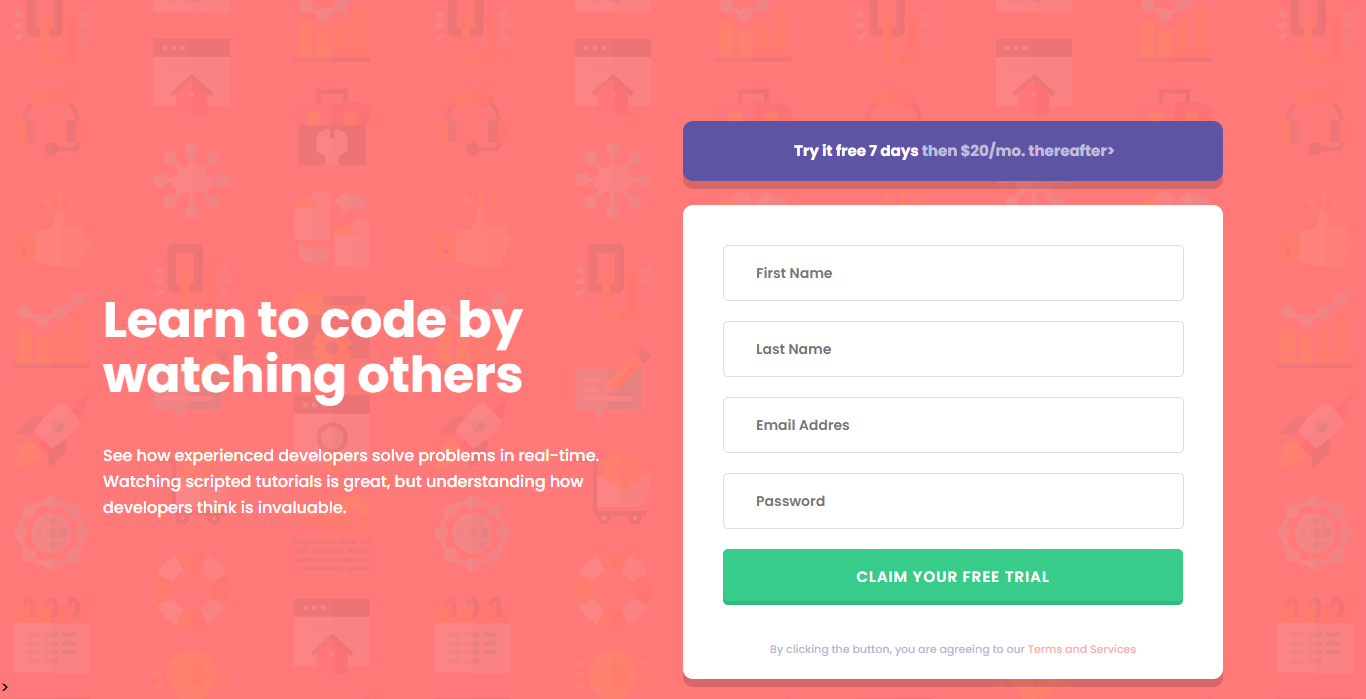 Learn to code by
watching others
See how experienced developers solve problems in real-time.
Watching scripted tutorials is great, but understanding how
developers think is invaluable.
Try it free 7 days then $20/mo. thereafter>
First Name
Last Name
Email Addres
Password
CLAIM YOUR FREE TRIAL
By clicking the button, you are agreeing to our Terms and Services
>